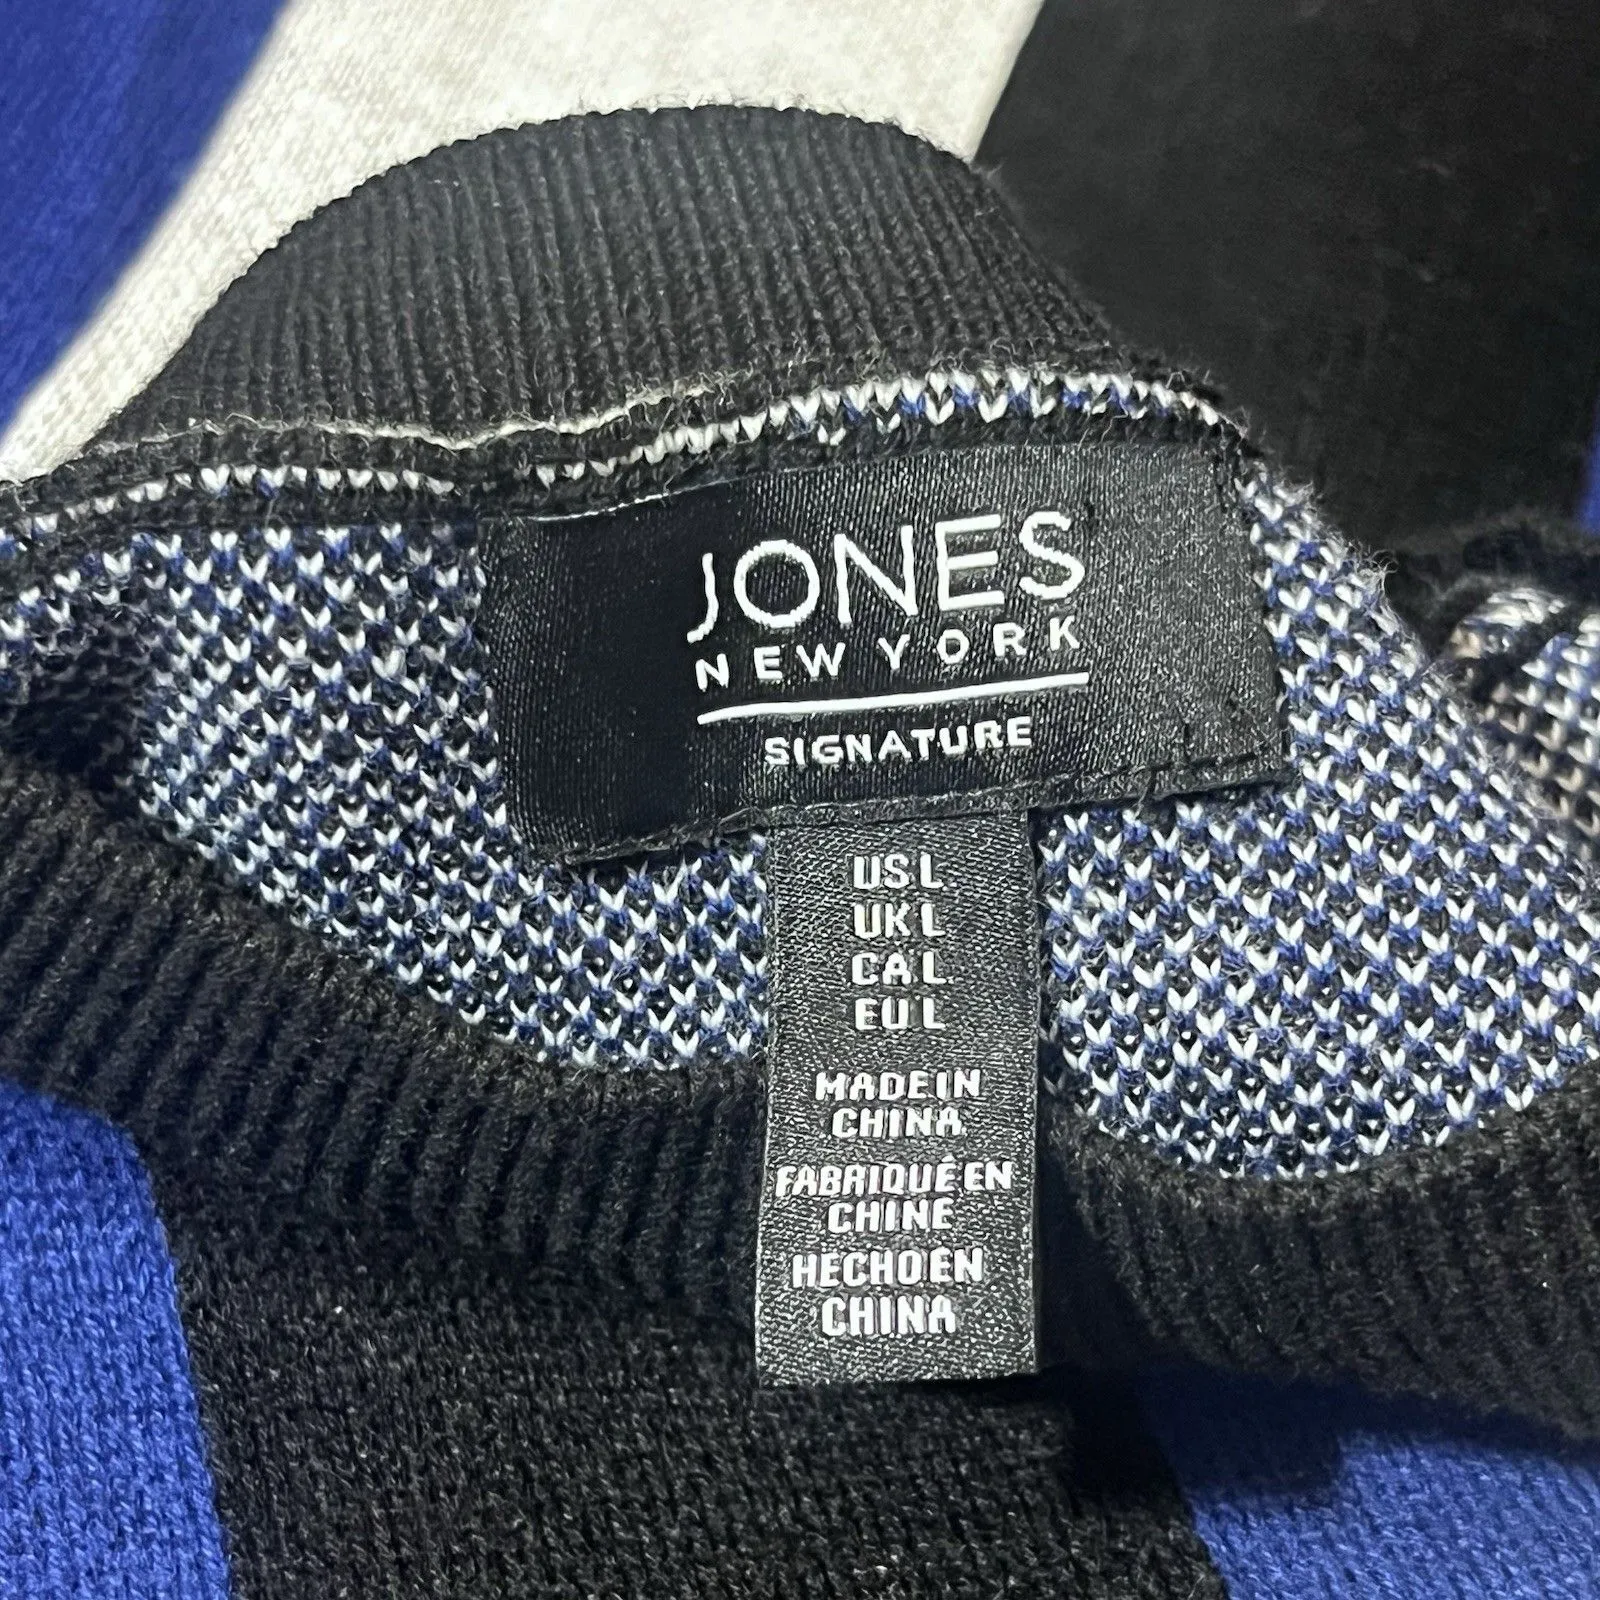 JONES
NEW YORK
SIGNATURE
US L
UK L
CA L
EU L
MADE IN
CHINA
FABRIQUÉ EN
CHINE
HECHO EN
CHINA